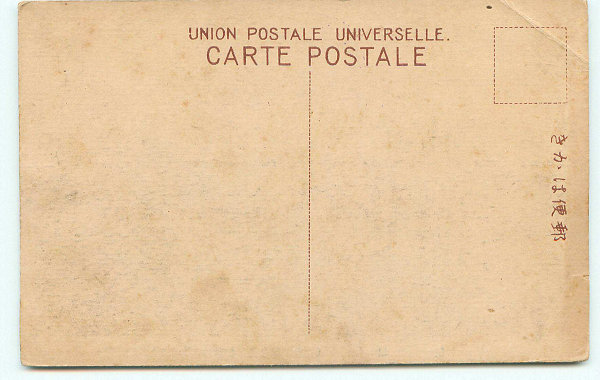 UNION POSTALE UNIVERSELLE.
CARTE POSTALE
郵便はかき